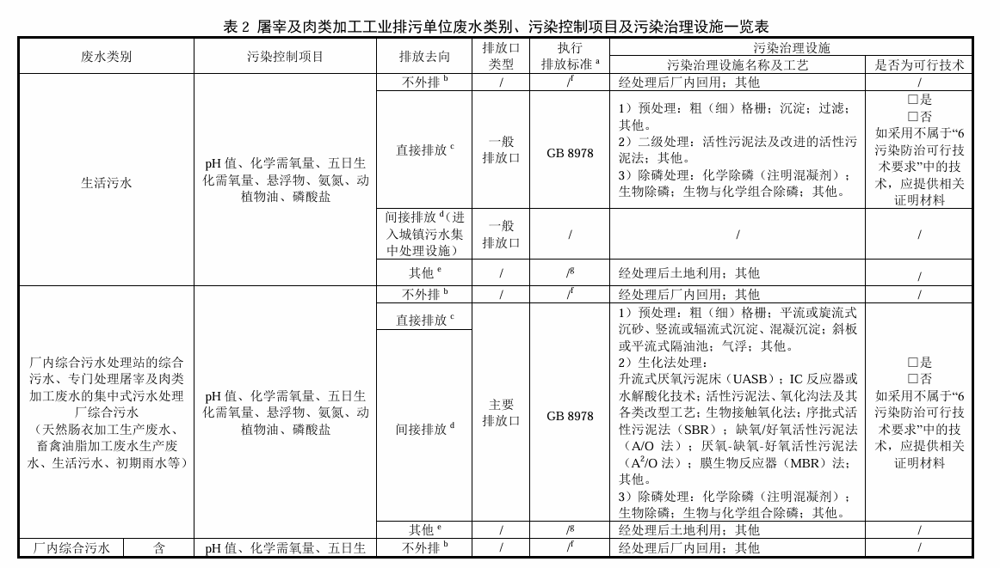 表 2  屠宰及肉类加工工业排污单位废水类别、污染控制项目及污染治理设施一览表
废水类别
污染控制项目
排放去向
排放口
类型
执行
排放标准 a
污染治理设施
污染治理设施名称及工艺
是否为可行技术
生活污水
pH 值、化学需氧量、五日生
化需氧量、悬浮物、氨氮、动
植物油、磷酸盐
不外排 b
/
/f
经处理后厂内回用；其他
/
直接排放 c
一般
排放口
GB 8978
1）预处理：粗（细）格栅；沉淀；过滤；
其他。
2）二级处理：活性污泥法及改进的活性污
泥法；其他。
3）除磷处理：化学除磷（注明混凝剂）；
生物除磷；生物与化学组合除磷；其他。
□是
□否
如采用不属于“6
污染防治可行技
术要求”中的技
术，应提供相关
证明材料
间接排放 d（进
入城镇污水集
中处理设施）
一般
排放口
/
/
/
其他 e
/
/g
经处理后土地利用；其他
/
厂内综合污水处理站的综合
污水、专门处理屠宰及肉类
加工废水的集中式污水处理
厂综合污水
（天然肠衣加工生产废水、
畜禽油脂加工废水生产废
水、生活污水、初期雨水等）
pH 值、化学需氧量、五日生
化需氧量、悬浮物、氨氮、动
植物油、磷酸盐
不外排 b
/
/f
经处理后厂内回用；其他
/
直接排放 c
间接排放 d
主要
排放口
GB 8978
1）预处理：粗（细）格栅；平流或旋流式
沉砂、竖流或辐流式沉淀、混凝沉淀；斜板
或平流式隔油池；气浮；其他。
2）生化法处理：
升流式厌氧污泥床（UASB）；IC 反应器或
水解酸化技术；活性污泥法、氧化沟法及其
各类改型工艺；生物接触氧化法；序批式活
性污泥法（SBR）；缺氧/好氧活性污泥法
（A/O 法）；厌氧-缺氧-好氧活性污泥法
（A2/O 法）；膜生物反应器（MBR）法；
其他。
3）除磷处理：化学除磷（注明混凝剂）；
生物除磷；生物与化学组合除磷；其他。
□是
□否
如采用不属于“6
污染防治可行技
术要求”中的技
术，应提供相关
证明材料
其他 e
/
/g
经处理后土地利用；其他
/
厂内综合污水
含
pH 值、化学需氧量、五日生
不外排 b
/
/f
经处理后厂内回用；其他
/